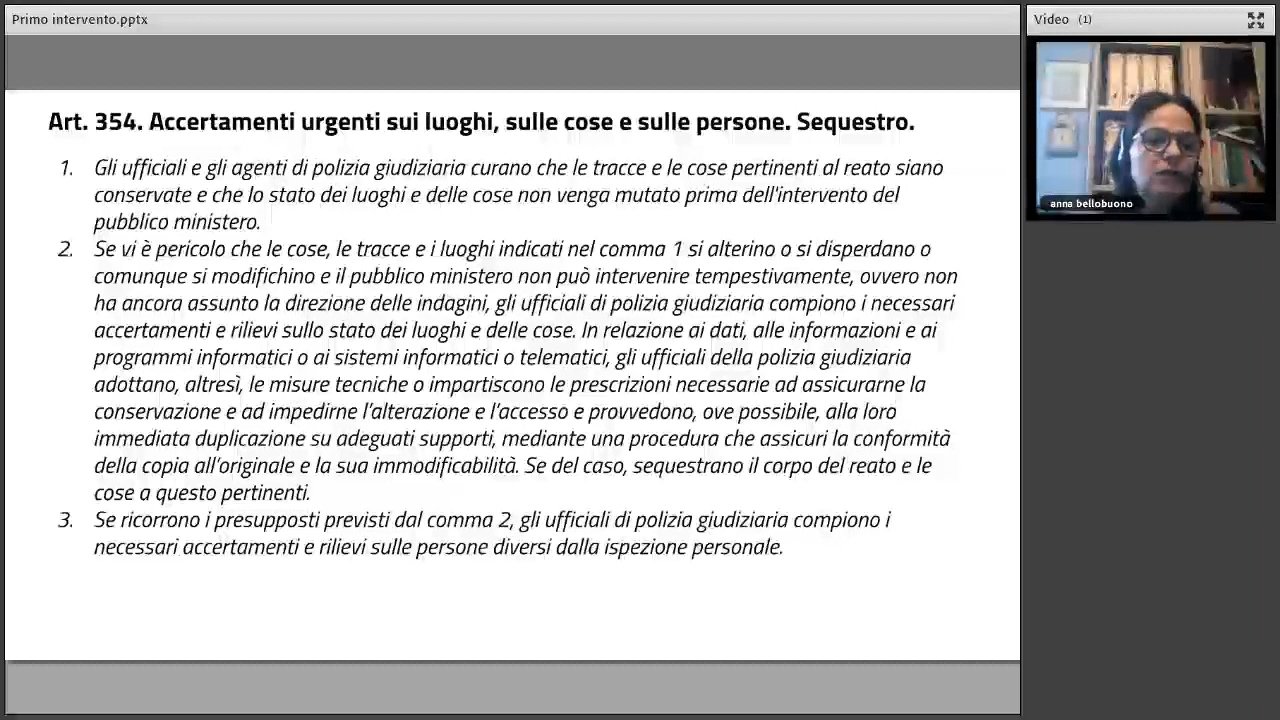 Primo intervento.pptx
Video (1)
anna bellobuono
Art. 354. Accertamenti urgenti sui luoghi, sulle cose e sulle persone. Sequestro.
1. Gli ufficiali e gli agenti di polizia giudiziaria curano che le tracce e le cose pertinenti al reato siano
conservate e che lo stato dei luoghi e delle cose non venga mutato prima dell'intervento del
pubblico ministero.
2. Se vi è pericolo che le cose, le tracce e i luoghi indicati nel comma 1 si alterino o si disperdano o
comunque si modifichino e il pubblico ministero non può intervenire tempestivamente, ovvero non
ha ancora assunto la direzione delle indagini, gli ufficiali di polizia giudiziaria compiono i necessari
accertamenti e rilievi sullo stato dei luoghi e delle cose. In relazione ai dati, alle informazioni e ai
programmi informatici o ai sistemi informatici o telematici, gli ufficiali della polizia giudiziaria
adottano, altresì, le misure tecniche o impartiscono le prescrizioni necessarie ad assicurarne la
conservazione e ad impedirne l'alterazione e l'accesso e provvedono, ove possibile, alla loro
immediata duplicazione su adeguati supporti, mediante una procedura che assicuri la conformità
della copia all'originale e la sua immodificabilità. Se del caso, sequestrano il corpo del reato e le
cose a questo pertinenti.
3. Se ricorrono i presupposti previsti dal comma 2, gli ufficiali di polizia giudiziaria compiono i
necessari accertamenti e rilievi sulle persone diversi dalla ispezione personale.